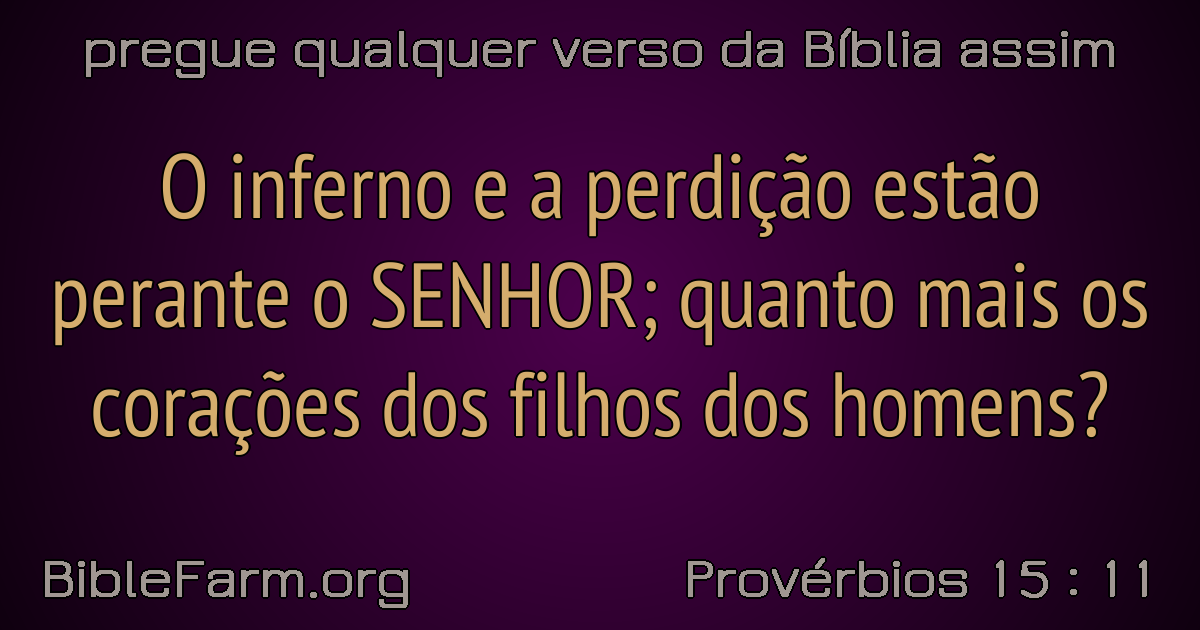 pregue qualquer verso da Bíblia assim
O inferno e a perdição estão
perante o SENHOR; quanto mais os
corações dos filhos dos homens?
BibleFarm.org
Provérbios 15 : 11